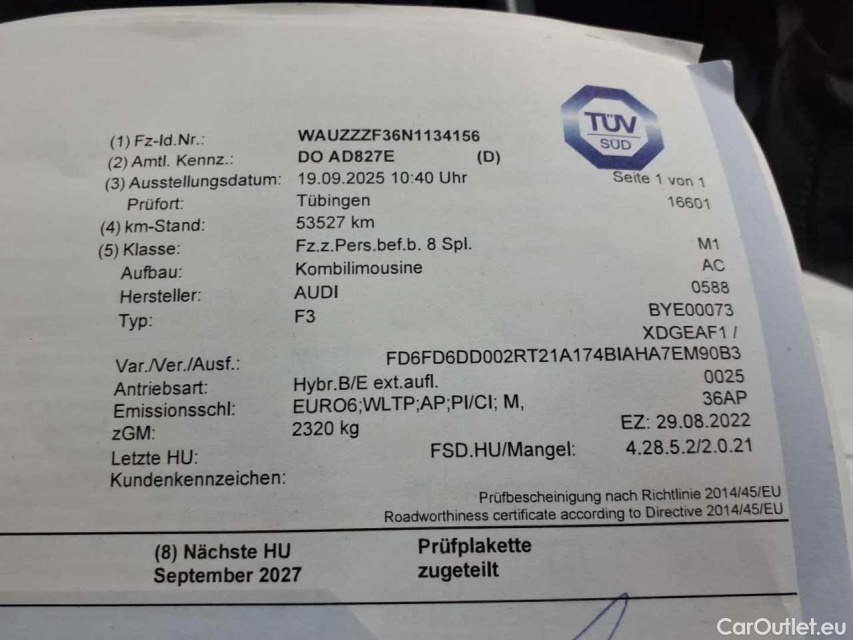 TÜV
SÜD
(1) Fz-Id.Nr.: WAUZZZF36N1134156
(2) Amtl. Kennz.: DO AD827E (D)
(3) Ausstellungsdatum: 19.09.2025 10:40 Uhr Seite 1 von 1
Prüfort: Tübingen 16601
(4) km-Stand: 53527 km
(5) Klasse: Fz.z.Pers.bef.b. 8 Spl. M1
Aufbau: Kombilimousine AC
Hersteller: AUDI 0588
Typ: F3 BYE00073
XDGEAF1 /
Var./Ver./Ausf.: FD6FD6DD002RT21A174BIAHA7EM90B3
Antriebsart: Hybr.B/E ext.aufl. 0025
Emissionsschl: EURO6;WLTP;AP;PI/CI; M, 36AP
zGM: 2320 kg EZ: 29.08.2022
Letzte HU: FSD.HU/Mangel: 4.28.5.2/2.0.21
Kundenkennzeichen:
Prüfbescheinigung nach Richtlinie 2014/45/EU
Roadworthiness certificate according to Directive 2014/45/EU
(8) Nächste HU Prüfplakette
September 2027 zugeteilt
CarOutlet.eu